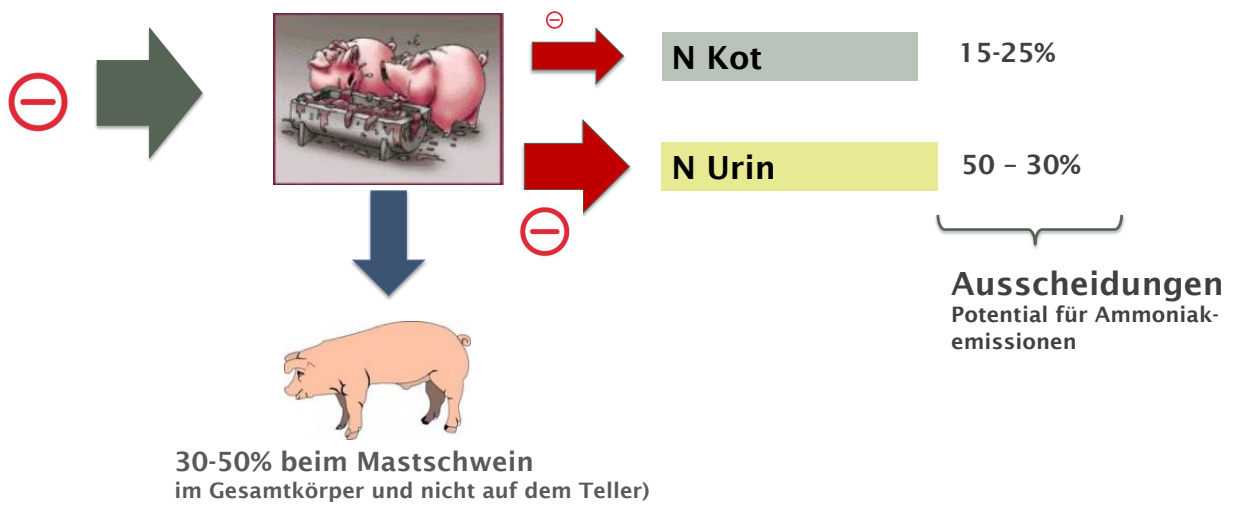 N Kot
15-25%
N Urin
50 – 30%
Ausscheidungen
Potential für Ammoniak-
emissionen
30-50% beim Mastschwein
im Gesamtkörper und nicht auf dem Teller)